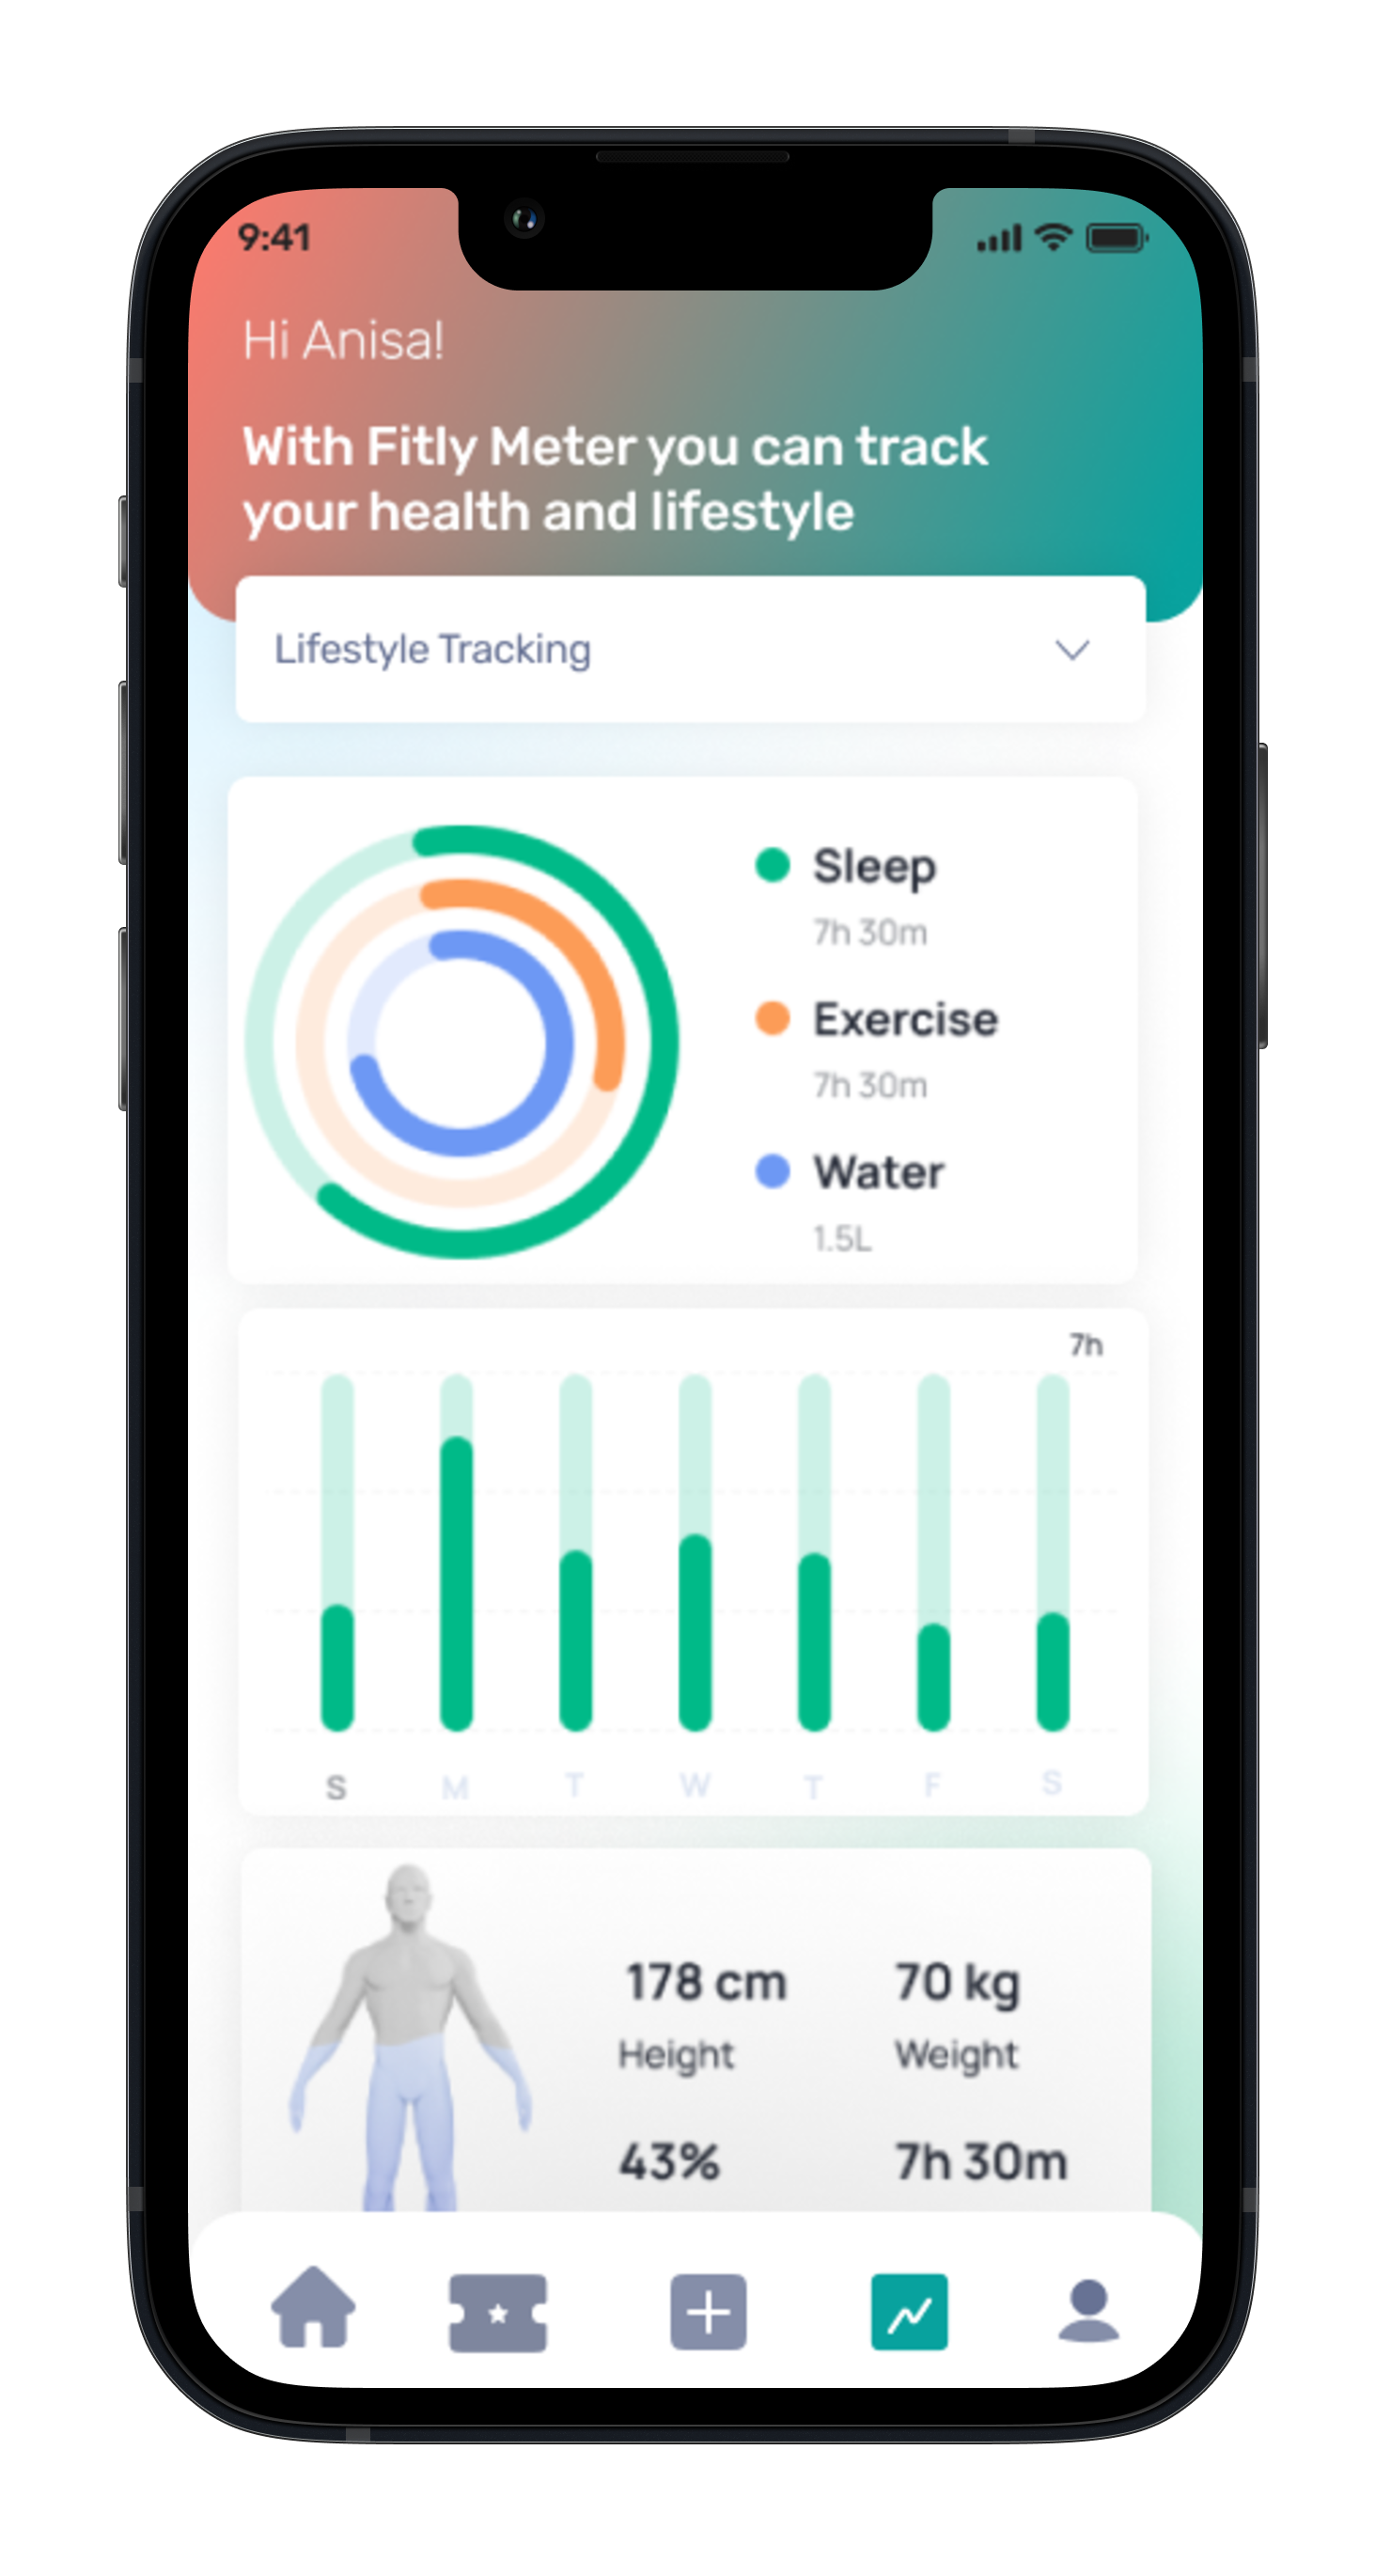 9:41
Hi Anisa!
With Fitly Meter you can track
your health and lifestyle
Lifestyle Tracking
Sleep
7h 30m
Exercise
7h 30m
Water
1.5L
7h
S M T W T F S
178 cm 70 kg
Height Weight
43% 7h 30m